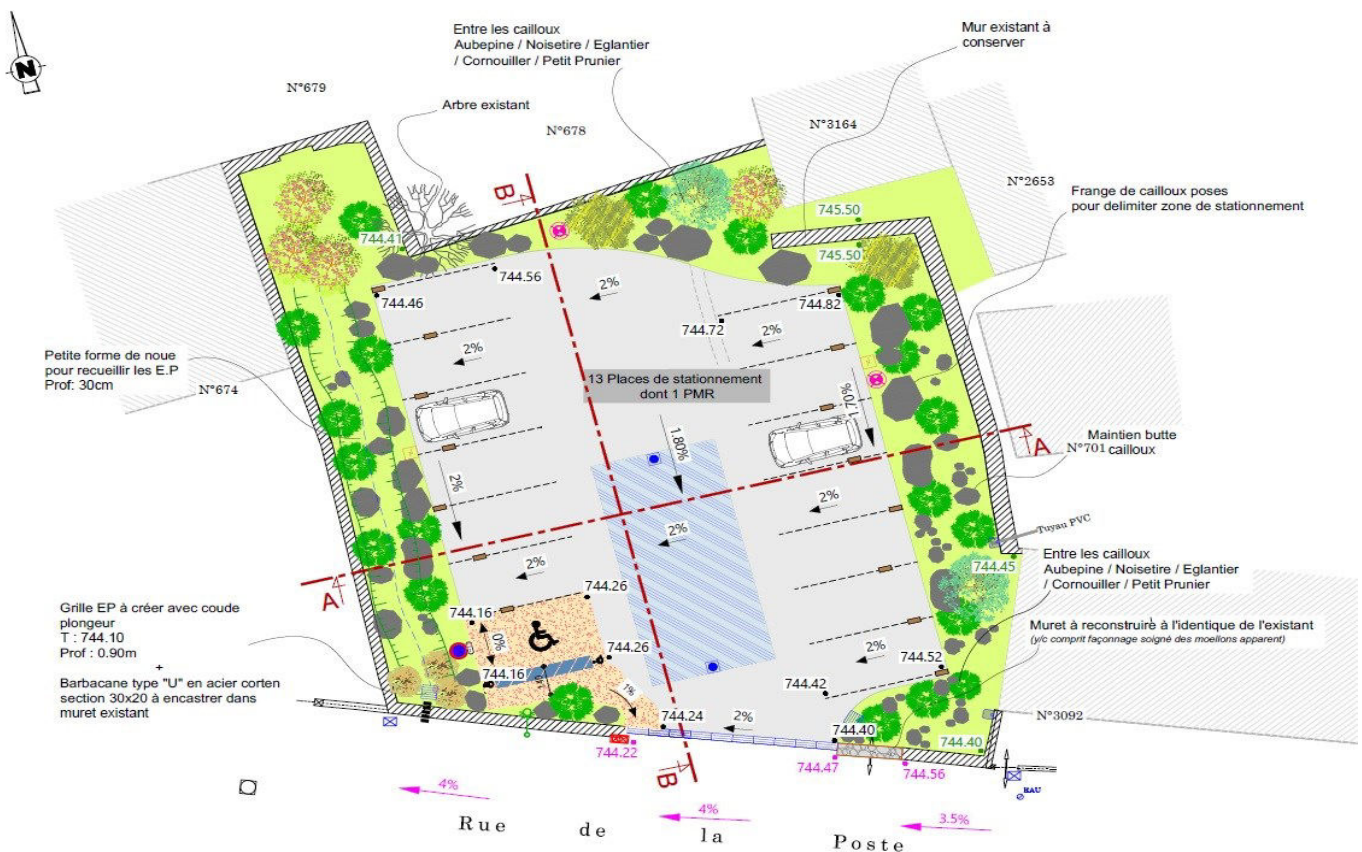 Entre les cailloux
Aubepine / Noisetire / Eglantier
/ Cornouiller / Petit Prunier
Mur existant à
conserver
N
N°679
Arbre existant
N°678
N°3164
N°2653
Frange de cailloux poses
pour delimiter zone de stationnement
B
744.41
745.50
745.50
744.56
744.46
2%
744.82
744.72
2%
2%
Petite forme de noue
pour recueillir les E.P
Prof: 30cm
N°674
13 Places de stationnement
dont 1 PMR
1.70%
1.80%
A
N°701
Maintien butte
cailloux
2%
2%
2%
Tuyau PVC
2%
744.45
Entre les cailloux
Aubepine / Noisetire / Eglantier
/ Cornouiller / Petit Prunier
A
744.26
744.16
Grille EP à créer avec coude
plongeur
T : 744.10
Prof : 0.90m
0%
Muret à reconstruire à l'identique de l'existant
(y/c comprit façonnage soigné des moellons apparent)
744.26
2%
744.52
744.16
Barbacane type "U" en acier corten
section 30x20 à encastrer dans
muret existant
1%
744.42
N°3092
744.24
2%
744.40
744.40
744.22
744.47
744.56
B
4%
4%
3.5%
EAU
Rue de la Poste